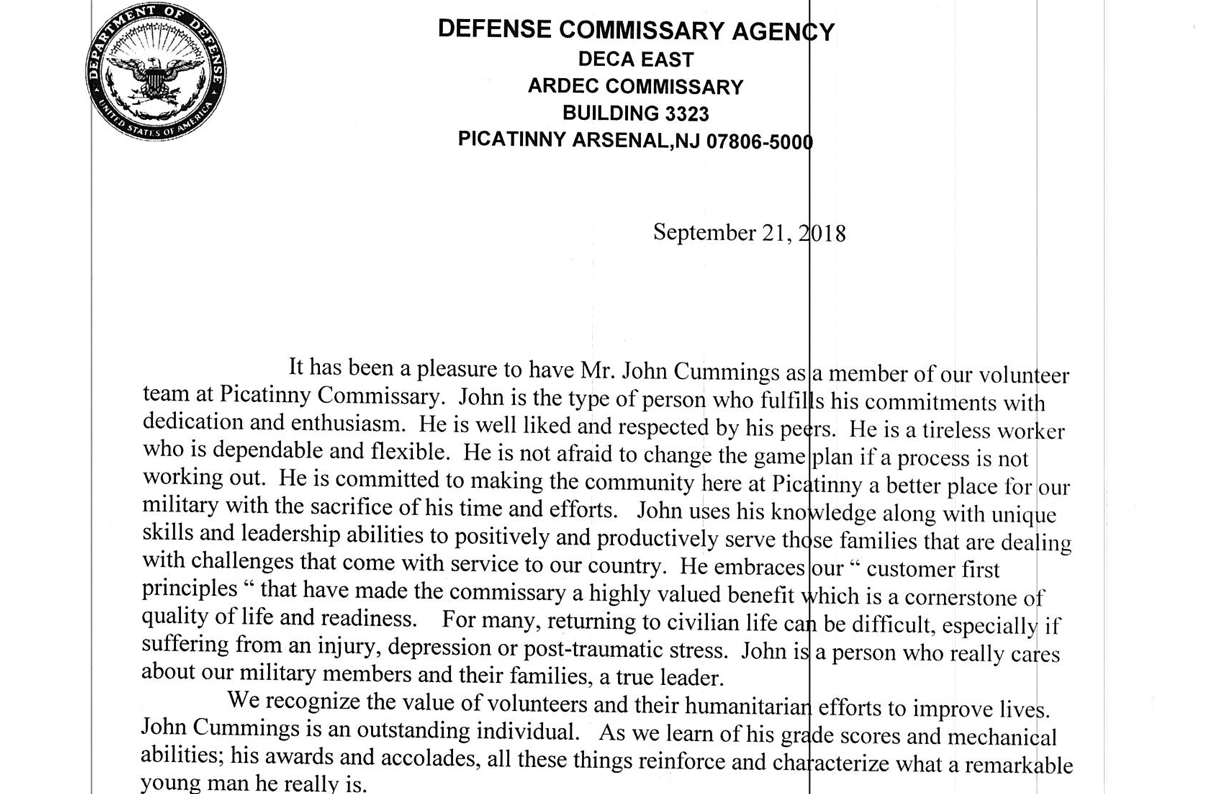 DEPARTMENT OF DEFENSE
UNITED STATES OF AMERICA
DEFENSE COMMISSARY AGENCY
DECA EAST
ARDEC COMMISSARY
BUILDING 3323
PICATINNY ARSENAL,NJ 07806-5000
September 21, 2018
It has been a pleasure to have Mr. John Cummings as a member of our volunteer
team at Picatinny Commissary.  John is the type of person who fulfills his commitments with
dedication and enthusiasm.  He is well liked and respected by his peers.  He is a tireless worker
who is dependable and flexible.  He is not afraid to change the game plan if a process is not
working out.  He is committed to making the community here at Picatinny a better place for our
military with the sacrifice of his time and efforts.   John uses his knowledge along with unique
skills and leadership abilities to positively and productively serve those families that are dealing
with challenges that come with service to our country.  He embraces our “ customer first
principles “ that have made the commissary a highly valued benefit which is a cornerstone of
quality of life and readiness.    For many, returning to civilian life can be difficult, especially if
suffering from an injury, depression or post-traumatic stress.  John is a person who really cares
about our military members and their families, a true leader.
We recognize the value of volunteers and their humanitarian efforts to improve lives.
John Cummings is an outstanding individual.   As we learn of his grade scores and mechanical
abilities; his awards and accolades, all these things reinforce and characterize what a remarkable
young man he really is.